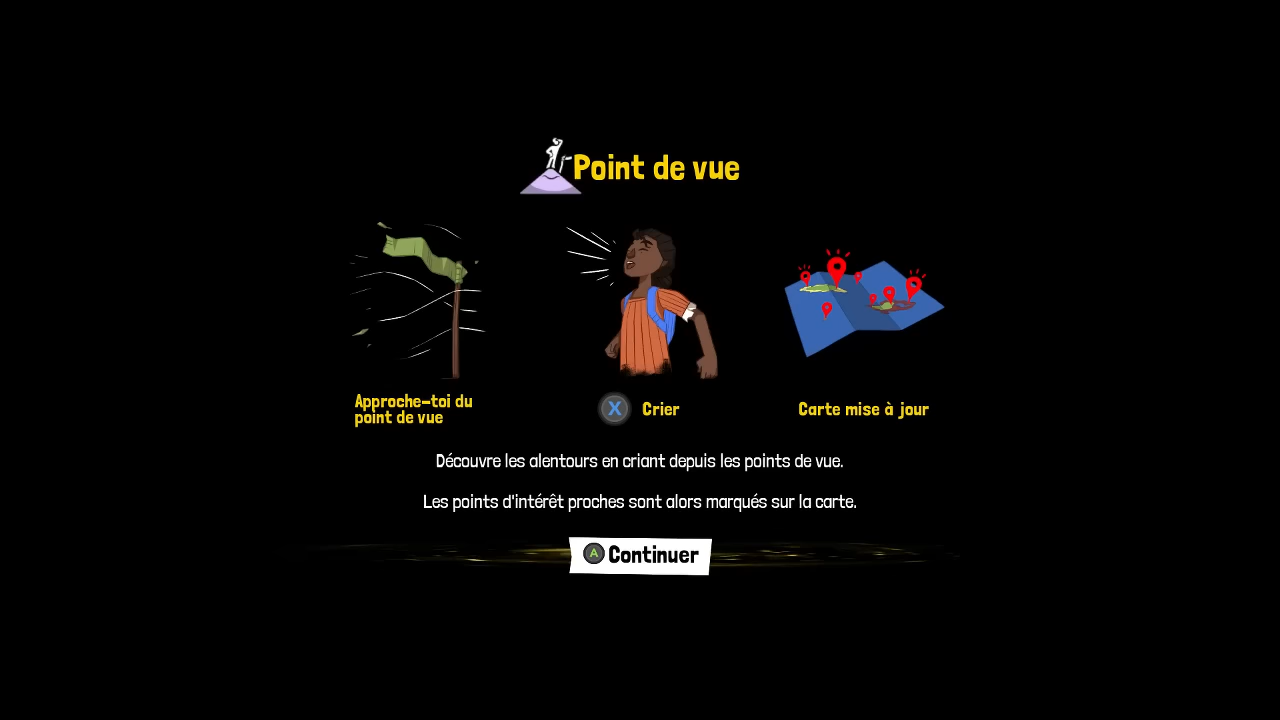 Point de vue
Approche-toi du
point de vue
X Crier
Carte mise à jour
Découvre les alentours en criant depuis les points de vue.
Les points d'intérêt proches sont alors marqués sur la carte.
A Continuer